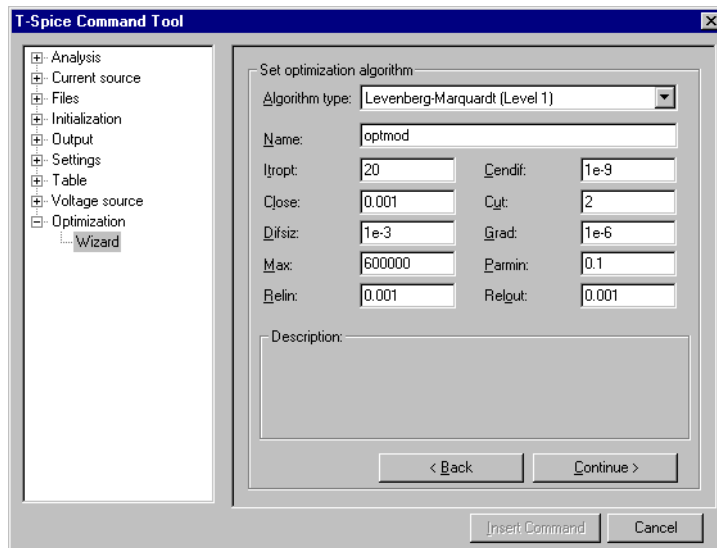 T-Spice Command Tool
Analysis
Current source
Files
Initialization
Output
Settings
Table
Voltage source
Optimization
Wizard
Set optimization algorithm
Algorithm type: Levenberg-Marquardt (Level 1)
Name: optmod
Itropt: 20 Cendif: 1e-9
Close: 0.001 Cut: 2
Difsiz: 1e-3 Grad: 1e-6
Max: 600000 Parmin: 0.1
Relin: 0.001 Relout: 0.001
Description:
< Back Continue >
Insert Command Cancel